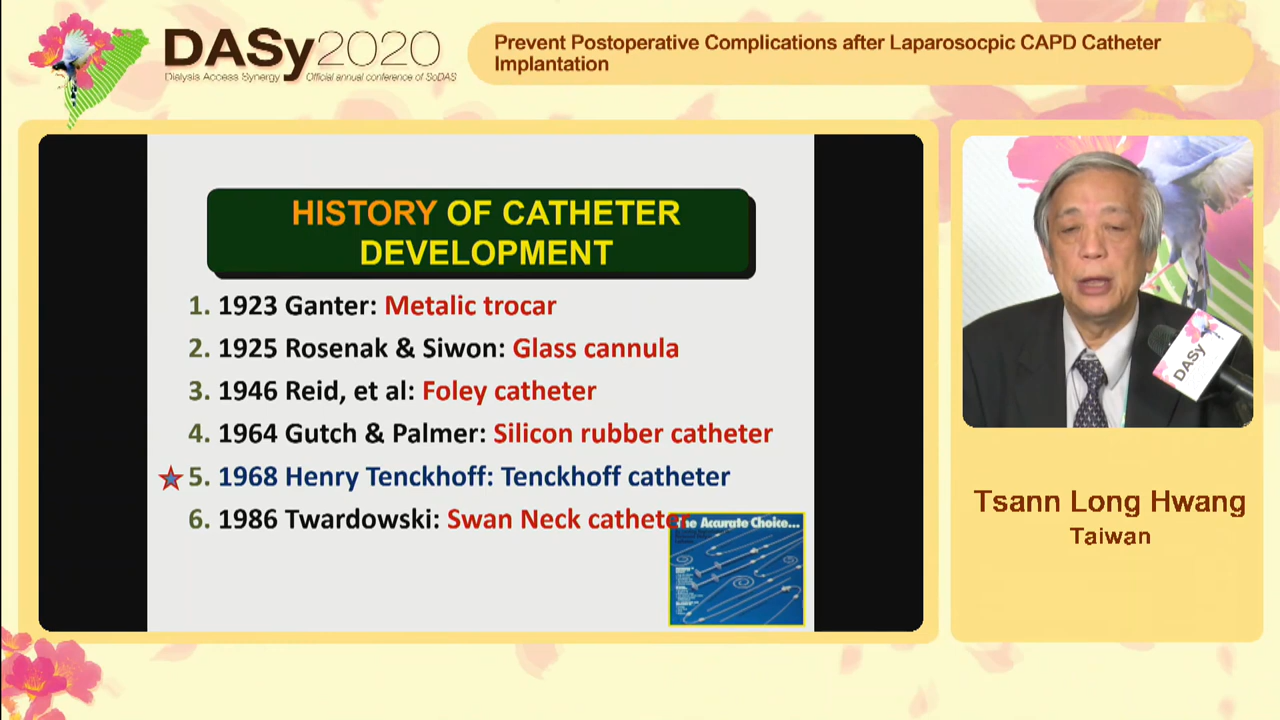 DASy2020
Dialysis Access Synergy Official annual conference of SoDAS
Prevent Postoperative Complications after Laparosocpic CAPD Catheter
Implantation
HISTORY OF CATHETER
DEVELOPMENT
1. 1923 Ganter: Metalic trocar
2. 1925 Rosenak & Siwon: Glass cannula
3. 1946 Reid, et al: Foley catheter
4. 1964 Gutch & Palmer: Silicon rubber catheter
5. 1968 Henry Tenckhoff: Tenckhoff catheter
6. 1986 Twardowski: Swan Neck catheter
he Accurate Choice...
DASy
Tsann Long Hwang
Taiwan